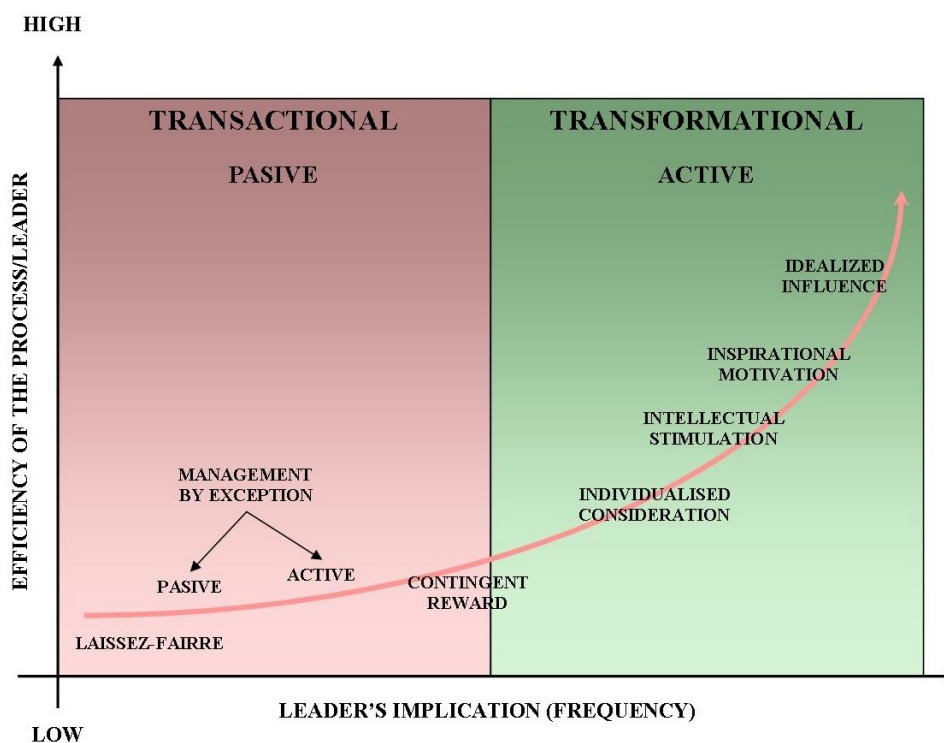 HIGH
TRANSACTIONAL
TRANSFORMATIONAL
PASIVE
ACTIVE
EFFICIENCY OF THE PROCESS/LEADER
IDEALIZED
INFLUENCE
INSPIRATIONAL
MOTIVATION
INTELLECTUAL
STIMULATION
MANAGEMENT
BY EXCEPTION
INDIVIDUALISED
CONSIDERATION
PASIVE
ACTIVE
CONTINGENT
REWARD
LAISSEZ-FAIRRE
LEADER'S IMPLICATION (FREQUENCY)
LOW